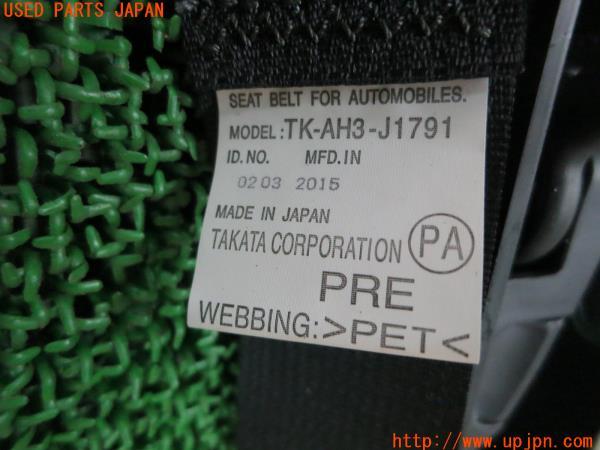 USED PARTS JAPAN
SEAT BELT FOR AUTOMOBILES.
MODEL:TK-AH3-J1791
ID.NO. MFD.IN
0203 2015
MADE IN JAPAN
TAKATA CORPORATION PA
PRE
WEBBING:>PET<
http://www.upjpn.com/